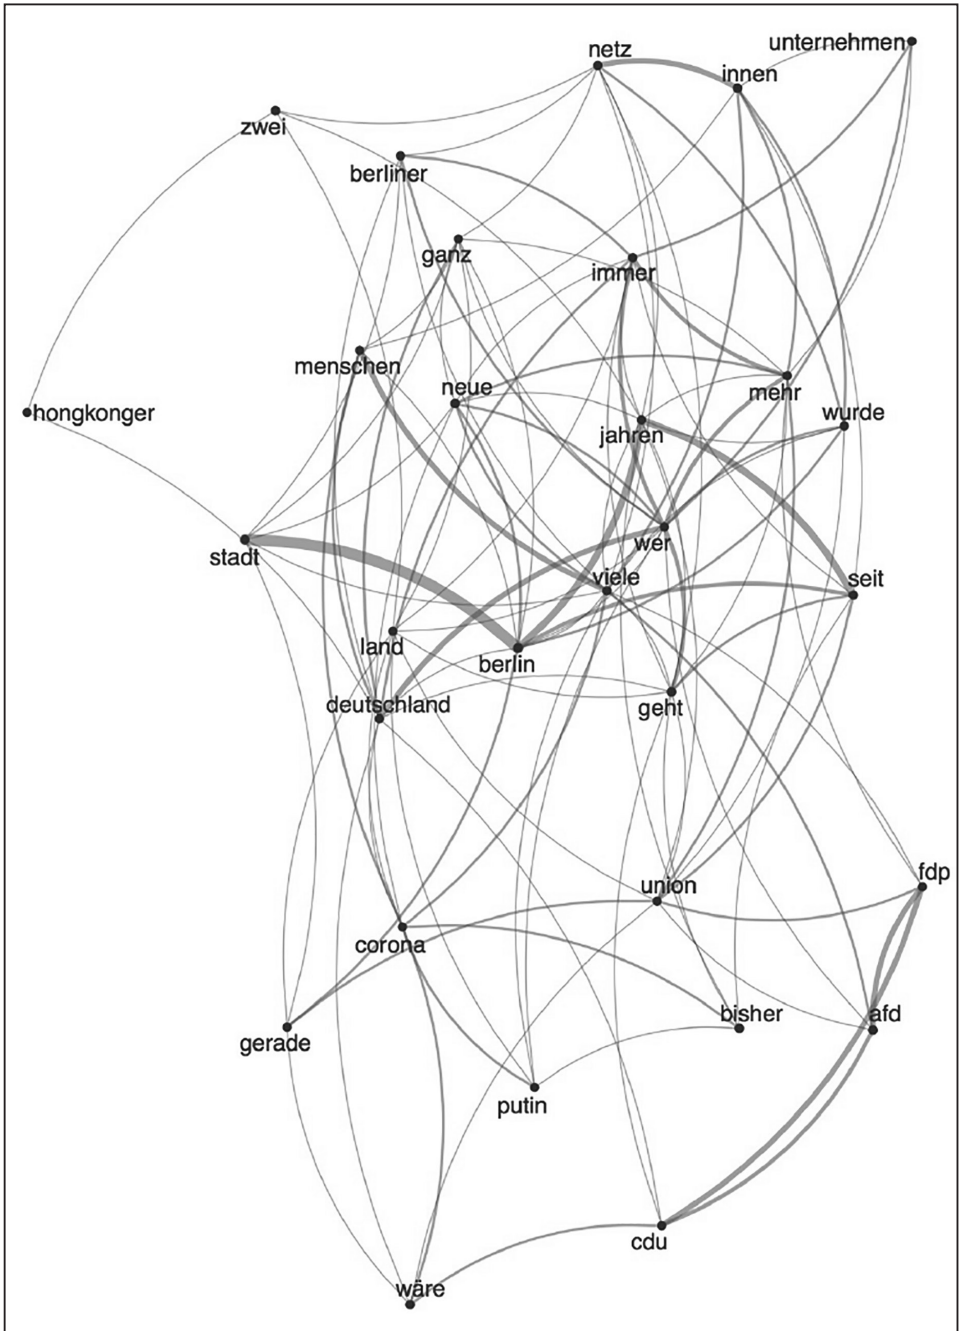 unternehmen
netz
innen
zwei
berliner
ganz
immer
menschen
neue
mehr
hongkonger
wurde
jahren
wer
stadt
viele
seit
land
berlin
deutschland
geht
fdp
union
corona
bisher
afd
gerade
putin
cdu
wäre